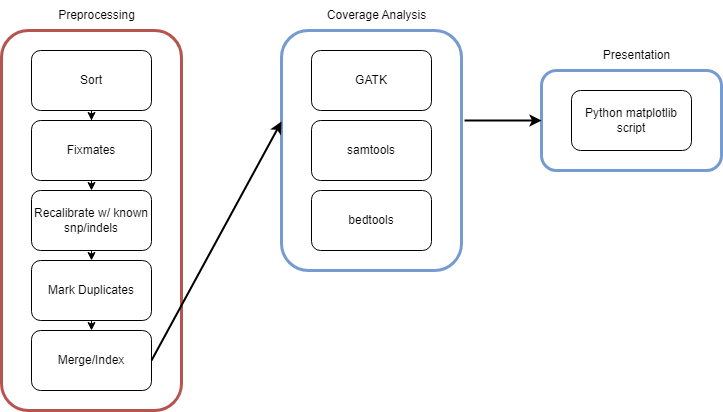 Preprocessing
Sort
Fixmates
Recalibrate w/ known
snp/indels
Mark Duplicates
Merge/Index
Coverage Analysis
GATK
samtools
bedtools
Presentation
Python matplotlib
script